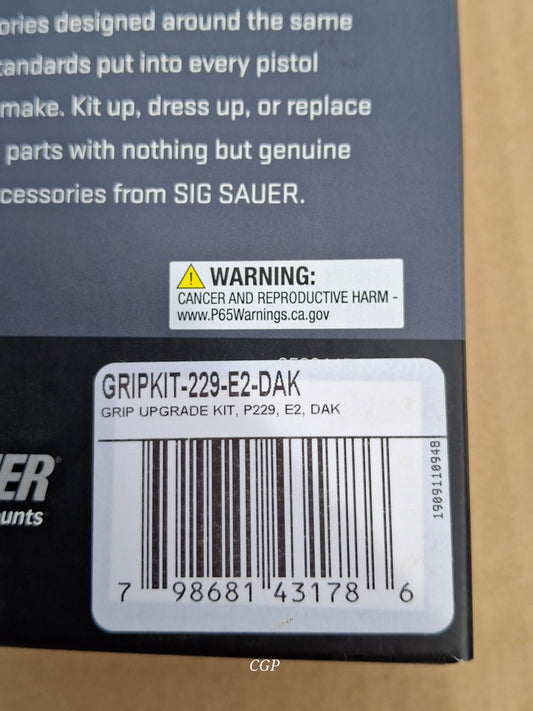 ories designed around the same
tandards put into every pistol
make. Kit up, dress up, or replace
parts with nothing but genuine
cessories from SIG SAUER.
WARNING:
CANCER AND REPRODUCTIVE HARM -
www.P65Warnings.ca.gov
GRIPKIT-229-E2-DAK
GRIP UPGRADE KIT, P229, E2, DAK
ER®
unts
1909110948
7 98681 43178 6
CGP